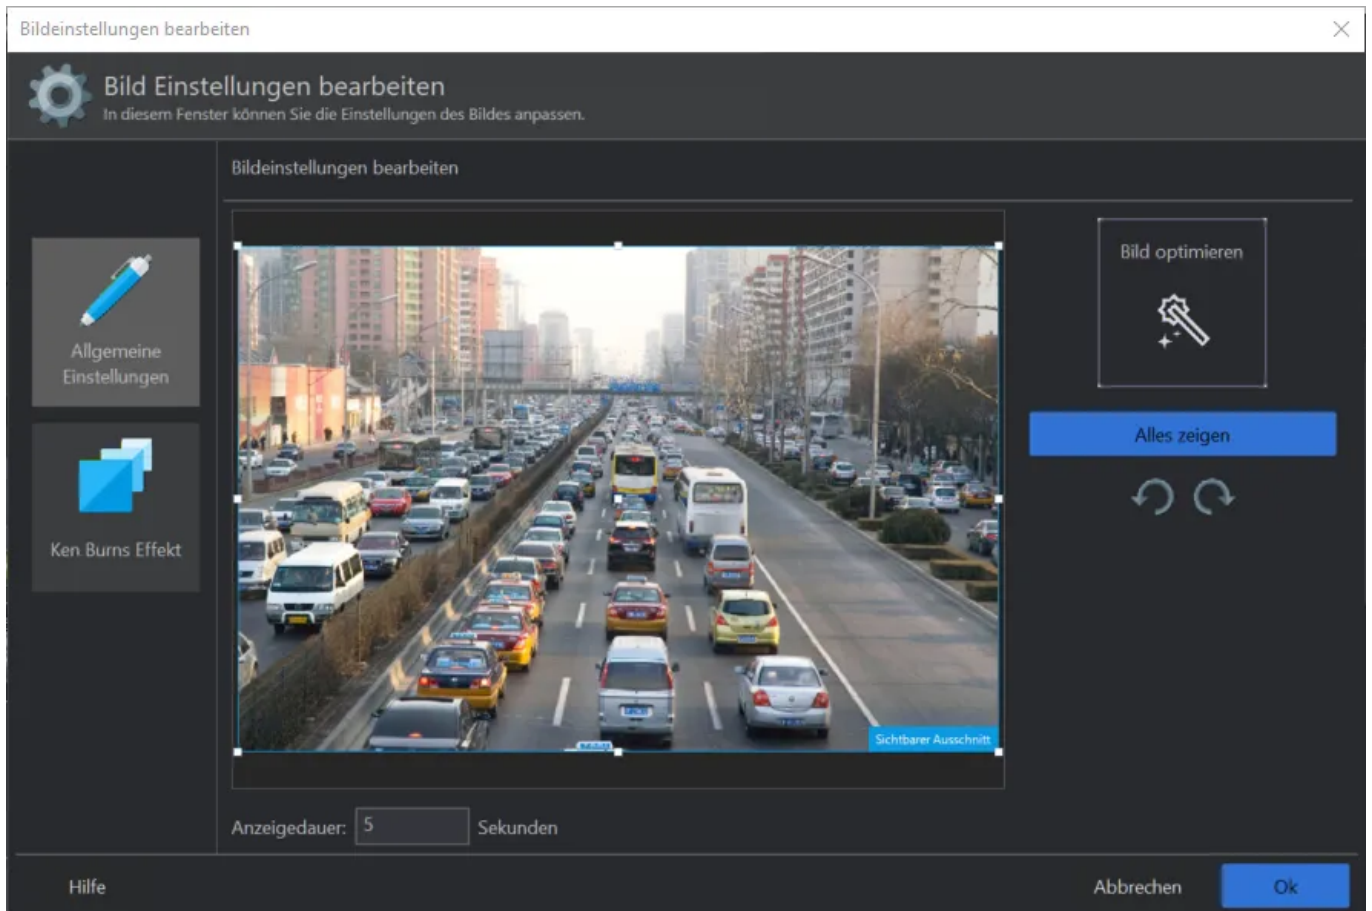 Bildeinstellungen bearbeiten
Bild Einstellungen bearbeiten
In diesem Fenster können Sie die Einstellungen des Bildes anpassen.
Bildeinstellungen bearbeiten
Allgemeine
Einstellungen
Ken Burns Effekt
Bild optimieren
Alles zeigen
Sichtbarer Ausschnitt
Anzeigedauer: 5 Sekunden
Hilfe
Abbrechen
Ok